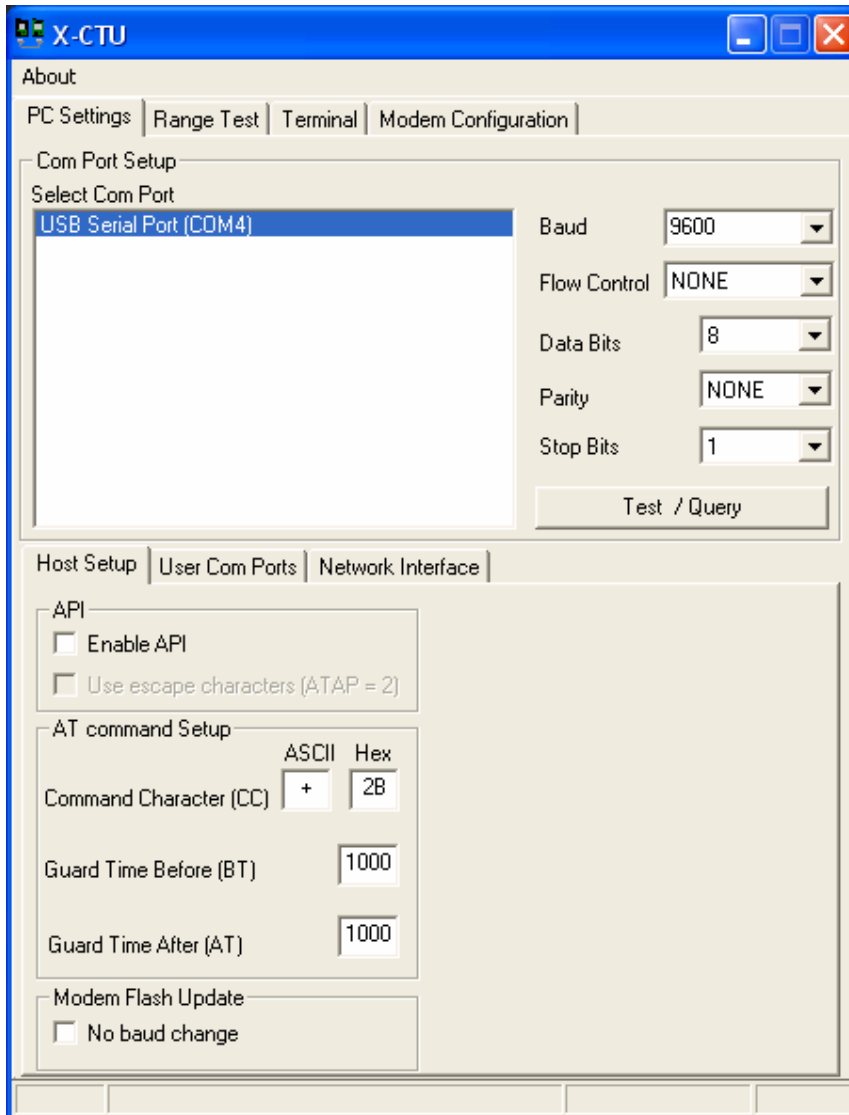 X-CTU
About
PC Settings Range Test Terminal Modem Configuration
Com Port Setup
Select Com Port
USB Serial Port (COM4)
Baud 9600
Flow Control NONE
Data Bits 8
Parity NONE
Stop Bits 1
Test / Query
Host Setup User Com Ports Network Interface
API
Enable API
Use escape characters (ATAP = 2)
AT command Setup
ASCII Hex
Command Character (CC) + 2B
Guard Time Before (BT) 1000
Guard Time After (AT) 1000
Modem Flash Update
No baud change